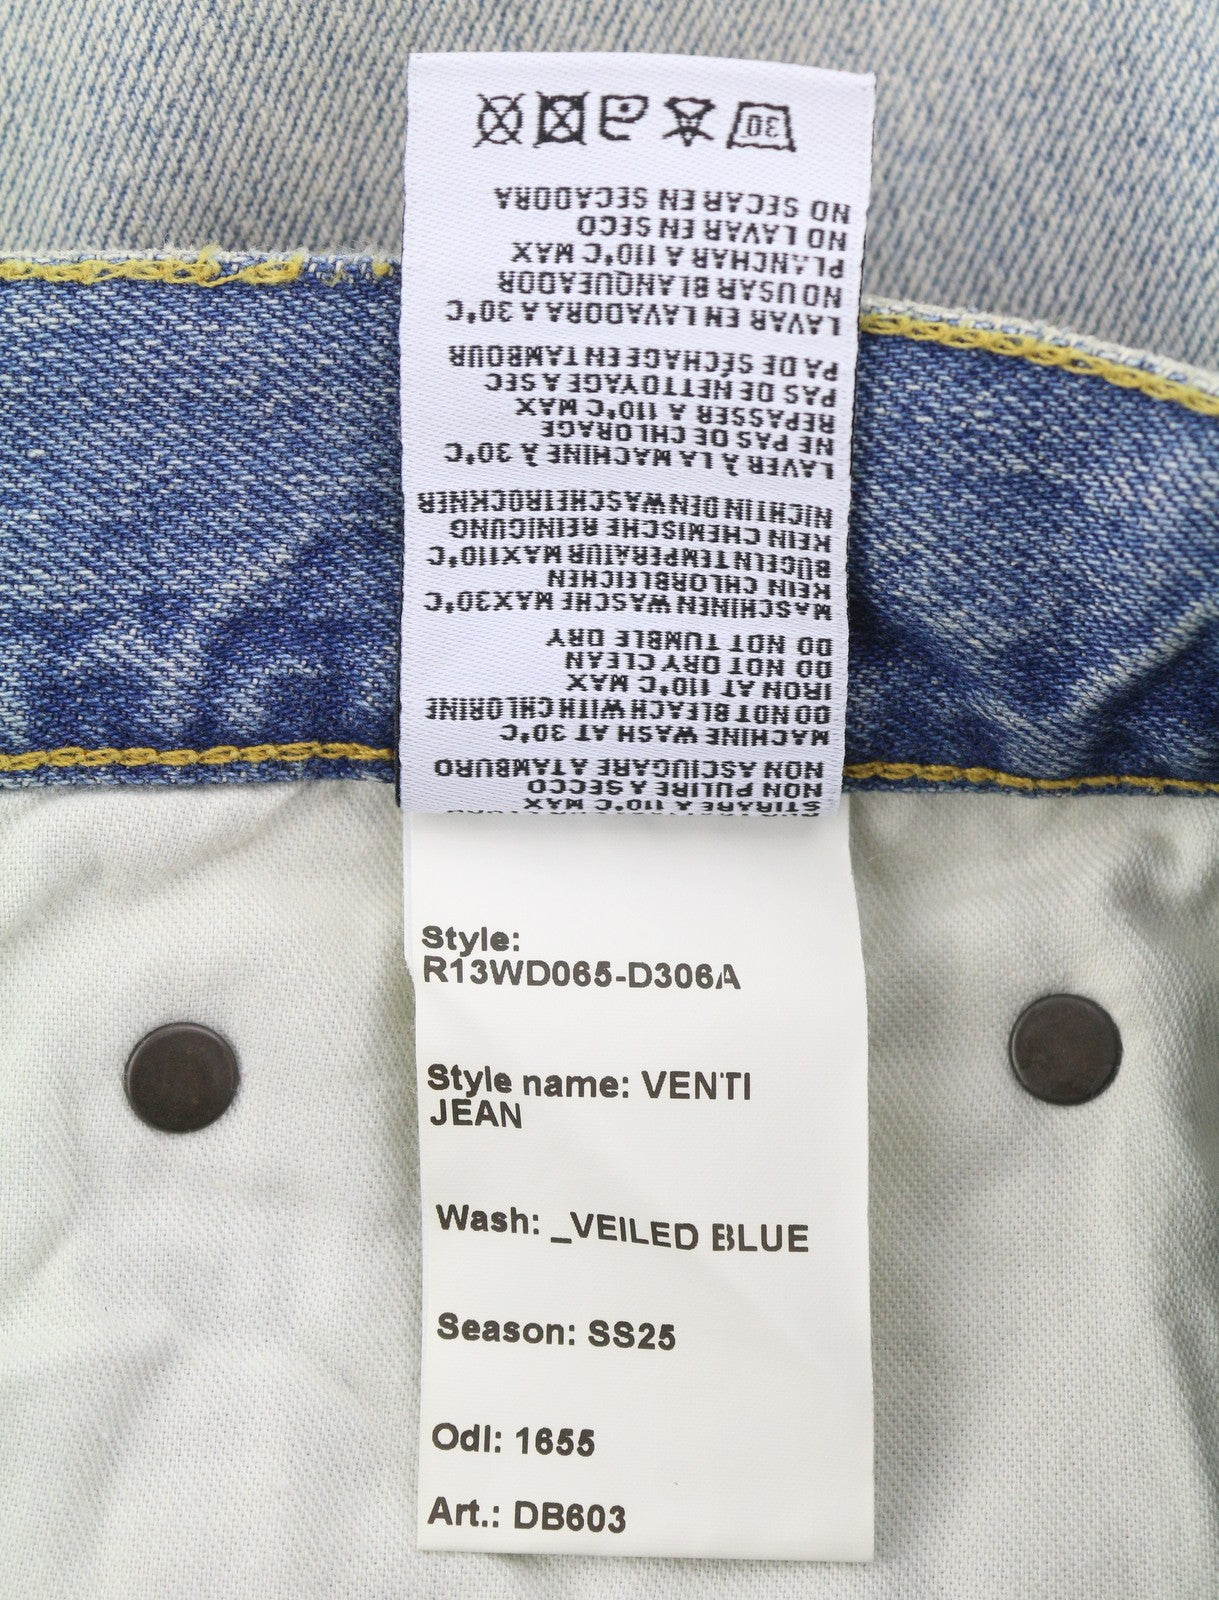 STIRARE A 110°C MAX
NON PULIRE A SECCO
NON ASCIUGARE A TAMBURO
MACHINE WASH AT 30°C
DO NOT BLEACH WITH CHLORINE
IRON AT 110°C MAX
DO NOT DRY CLEAN
DO NOT TUMBLE DRY
MASCHINEN WASCHE MAX30°C
KEIN CHLORBLEICHEN
BÜGELN TEMPERATUR MAX110°C
KEIN CHEMISCHE REINIGUNG
NICHT IN DEN WASCHETROCKNER
LAVER À LA MACHINE À 30°C
NE PAS DE CHLORAGE
REPASSER A 110°C MAX
PAS DE NETTOYAGE A SEC
PA DE SÉCHAGE EN TAMBOUR
LAVAR EN LAVADORA A 30°C
NO USAR BLANQUEADOR
PLANCHAR A 110°C MAX
NO LAVAR EN SECO
NO SECAR EN SECADORA
30°
Style:
R13WD065-D306A
Style name: VENTI
JEAN
Wash: _VEILED BLUE
Season: SS25
Odl: 1655
Art.: DB603